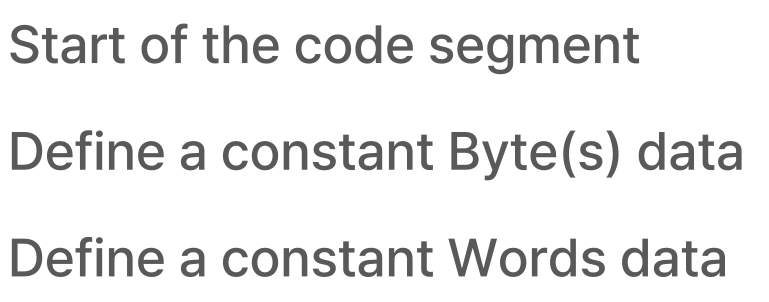 Start of the code segment
Define a constant Byte(s) data
Define a constant Words data